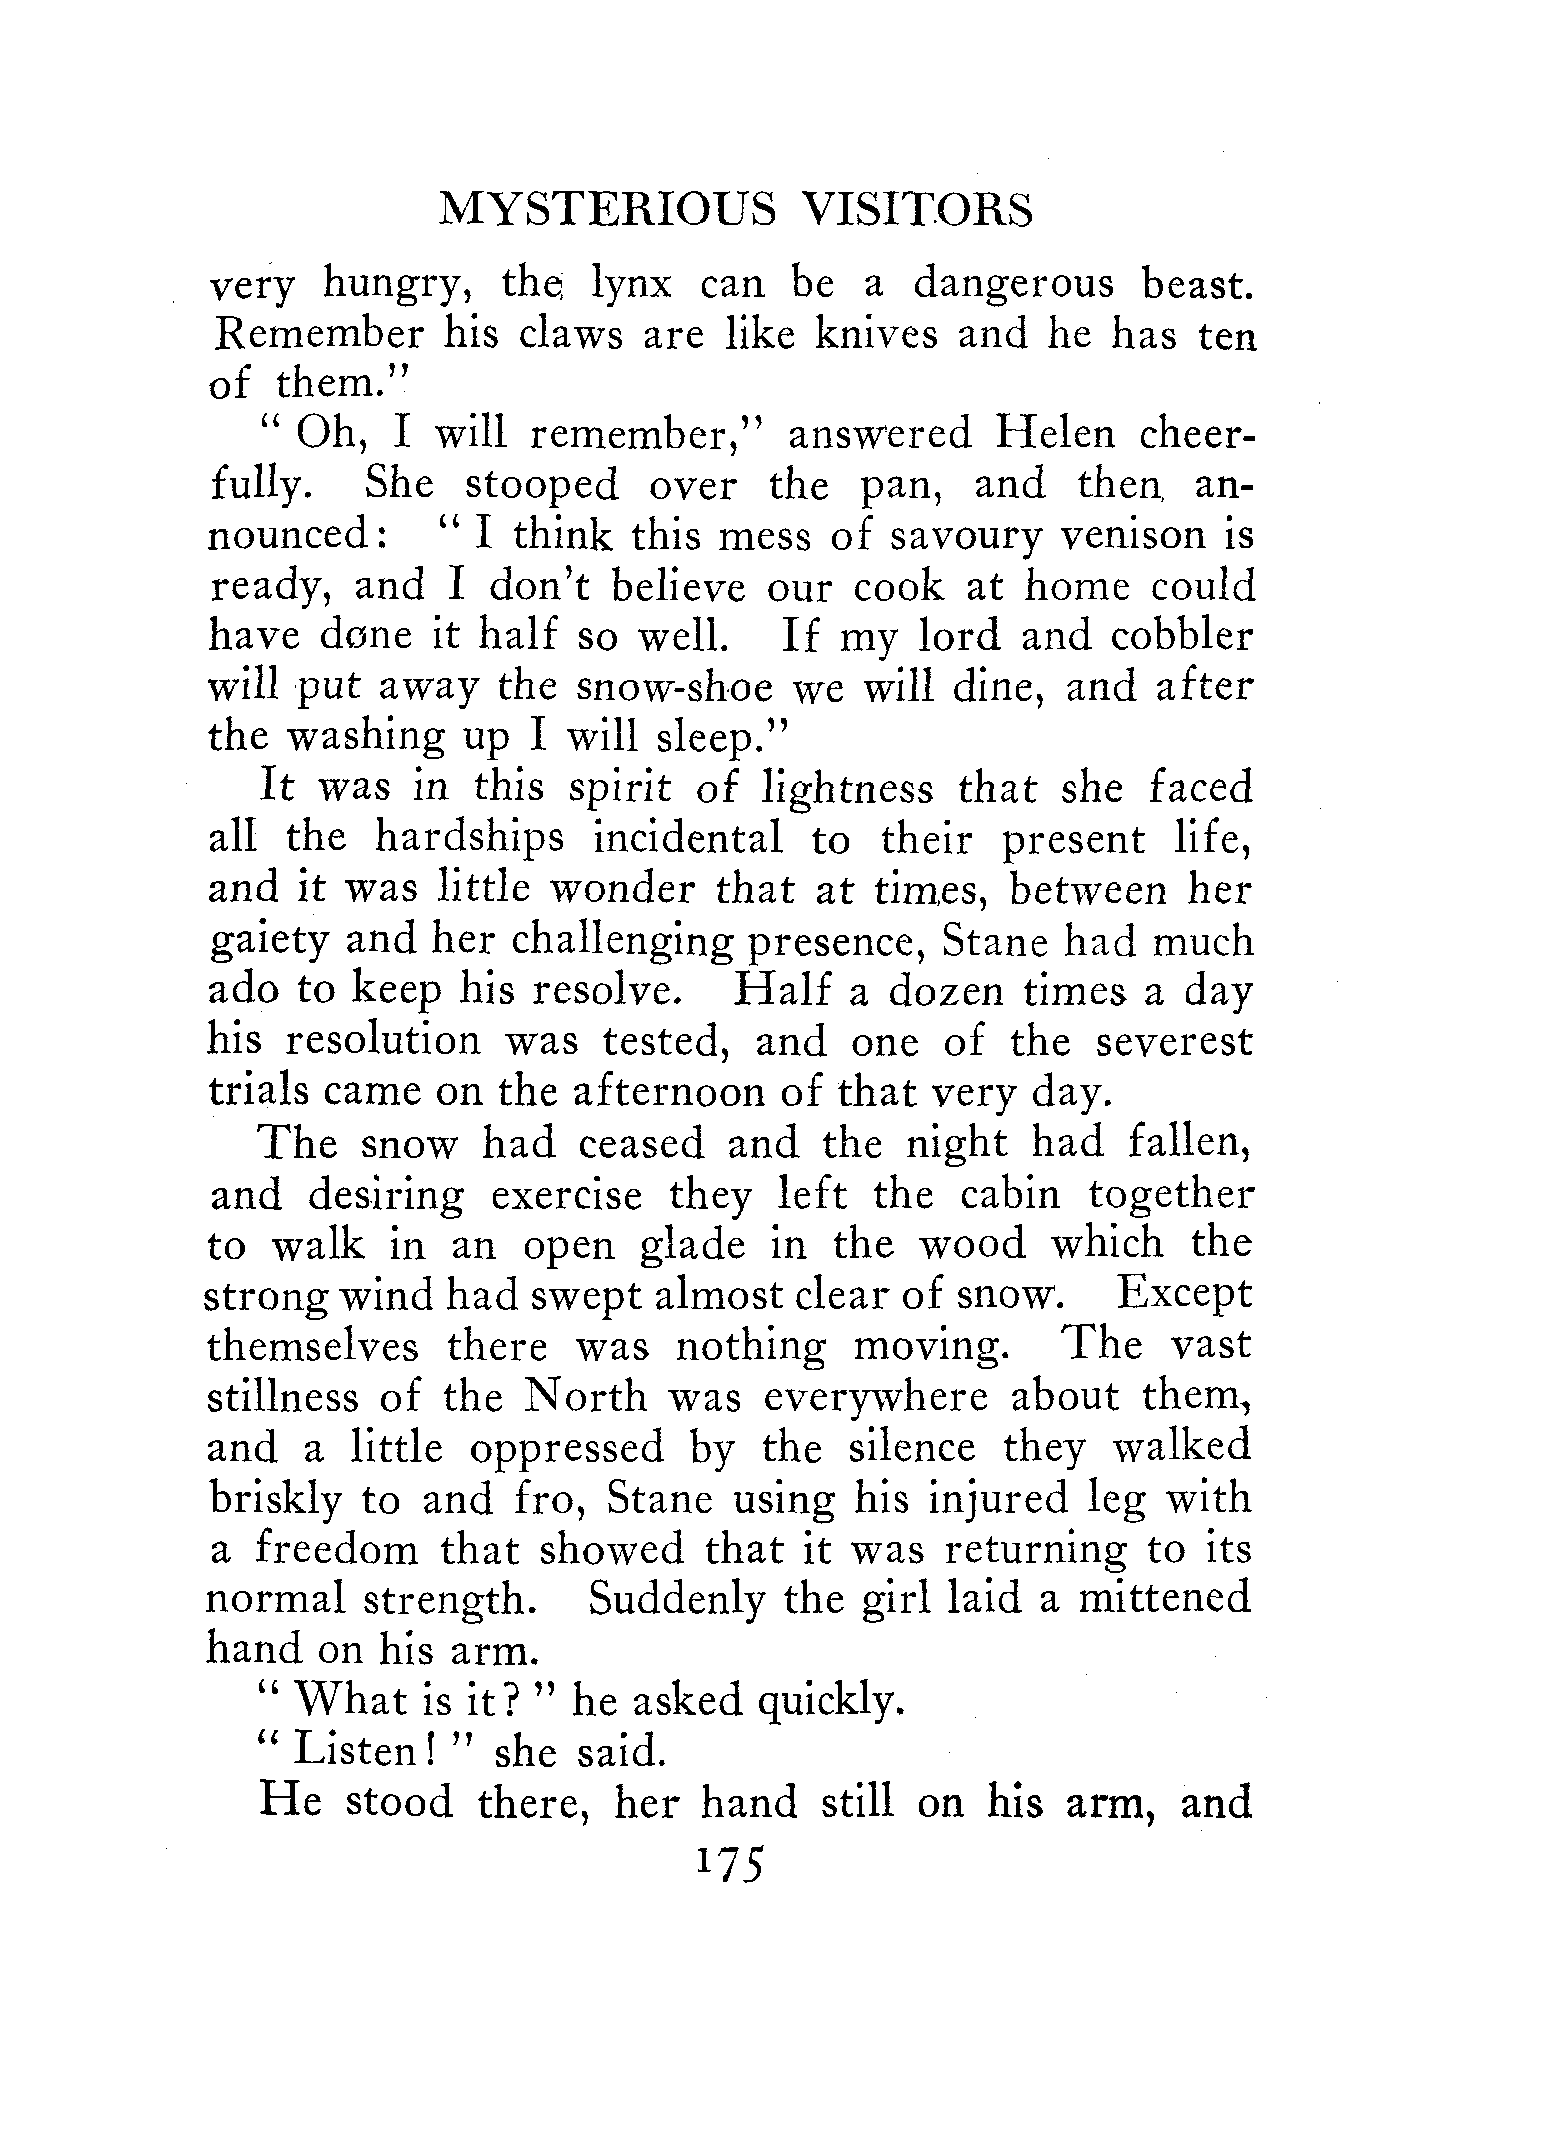 MYSTERIOUS VISITORS
very hungry, the lynx can be a dangerous beast.
Remember his claws are like knives and he has ten
of them."
" Oh, I will remember," answered Helen cheer-
fully. She stooped over the pan, and then, an-
nounced: " I think this mess of savoury venison is
ready, and I don't believe our cook at home could
have done it half so well. If my lord and cobbler
will put away the snow-shoe we will dine, and after
the washing up I will sleep."
It was in this spirit of lightness that she faced
all the hardships incidental to their present life,
and it was little wonder that at times, between her
gaiety and her challenging presence, Stane had much
ado to keep his resolve. Half a dozen times a day
his resolution was tested, and one of the severest
trials came on the afternoon of that very day.
The snow had ceased and the night had fallen,
and desiring exercise they left the cabin together
to walk in an open glade in the wood which the
strong wind had swept almost clear of snow. Except
themselves there was nothing moving. The vast
stillness of the North was everywhere about them,
and a little oppressed by the silence they walked
briskly to and fro, Stane using his injured leg with
a freedom that showed that it was returning to its
normal strength. Suddenly the girl laid a mittened
hand on his arm.
" What is it? " he asked quickly.
" Listen! " she said.
He stood there, her hand still on his arm, and
175